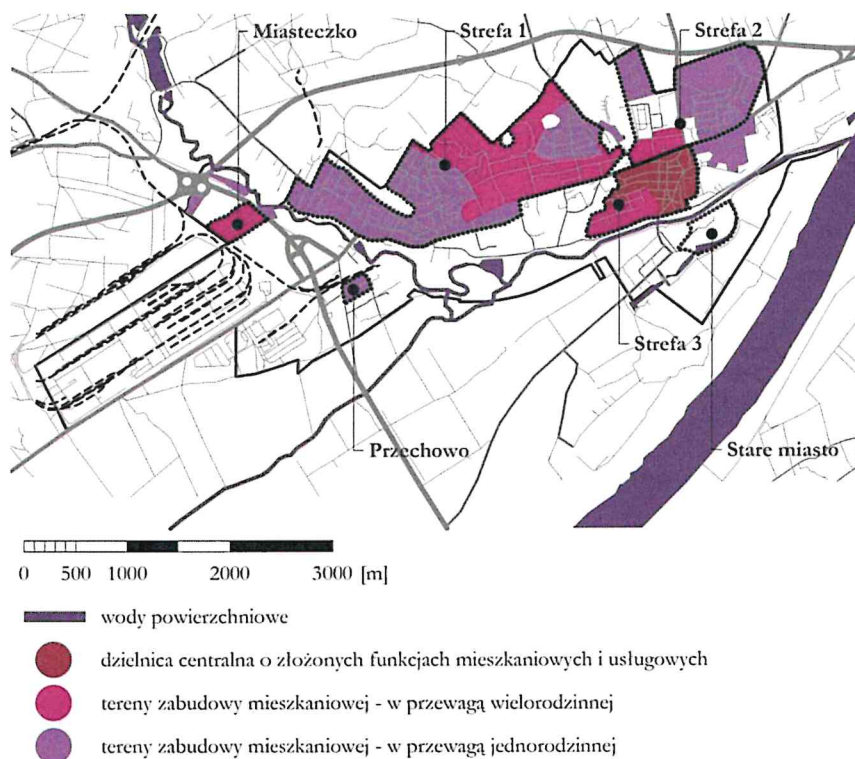 Miasteczko
Strefa 1
Strefa 2
Strefa 3
Przechowo
Stare miasto
0 500 1000 2000 3000 [m]
wody powierzchniowe
dzielnica centralna o złożonych funkcjach mieszkaniowych i usługowych
tereny zabudowy mieszkaniowej - w przewagą wielorodzinnej
tereny zabudowy mieszkaniowej - w przewagą jednorodzinnej